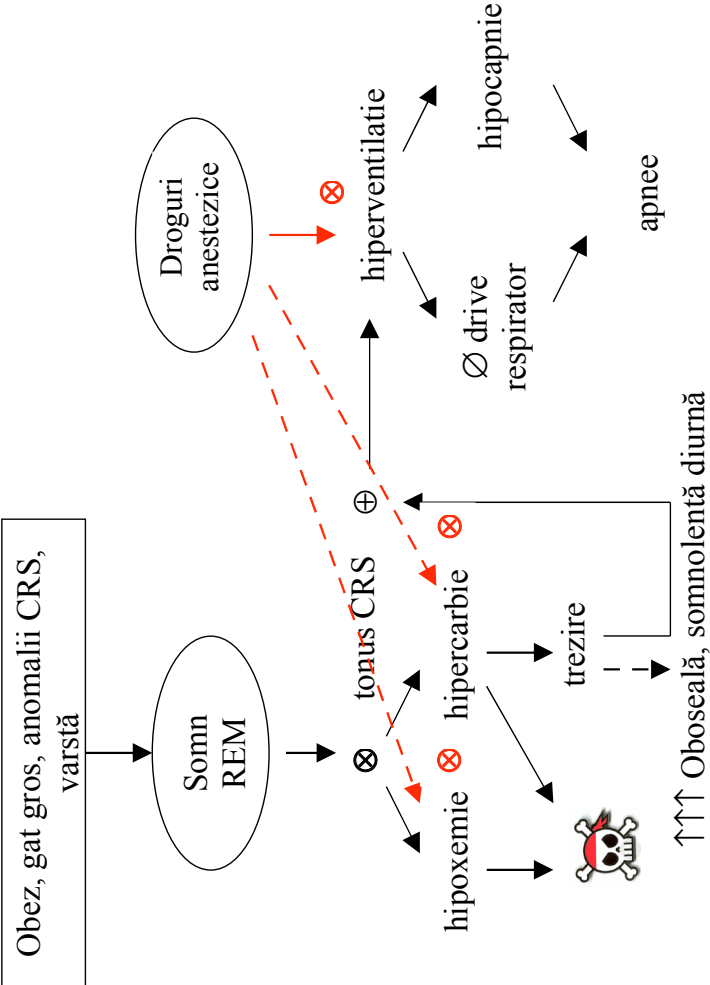 Obez, gat gros, anomalii CRS,
varstă
Somn
REM
Droguri
anestezice
⊗ tonus CRS ⊕
hiperventilatie
⊗
hipoxemie
⊗
hipercarbie
⊗
Ø drive
respirator
hipocapnie
trezire
apnee
↑↑↑ Oboseală, somnolentă diurnă